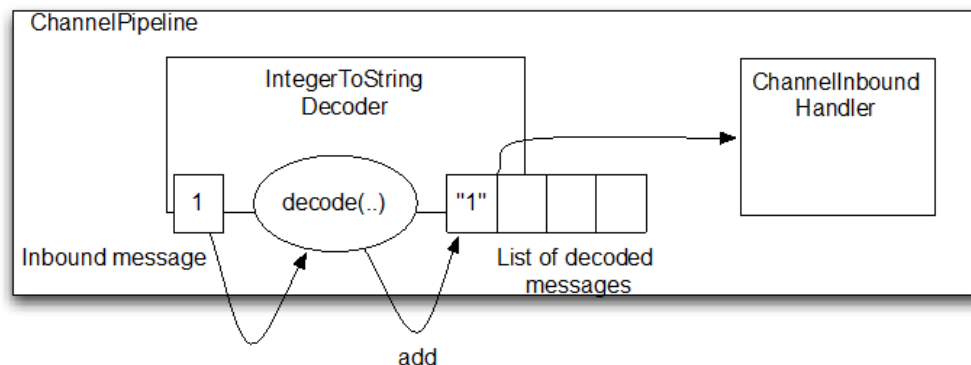 ChannelPipeline
IntegerToString
Decoder
ChannelInbound
Handler
1
decode(..)
"1"
Inbound message
List of decoded
messages
add